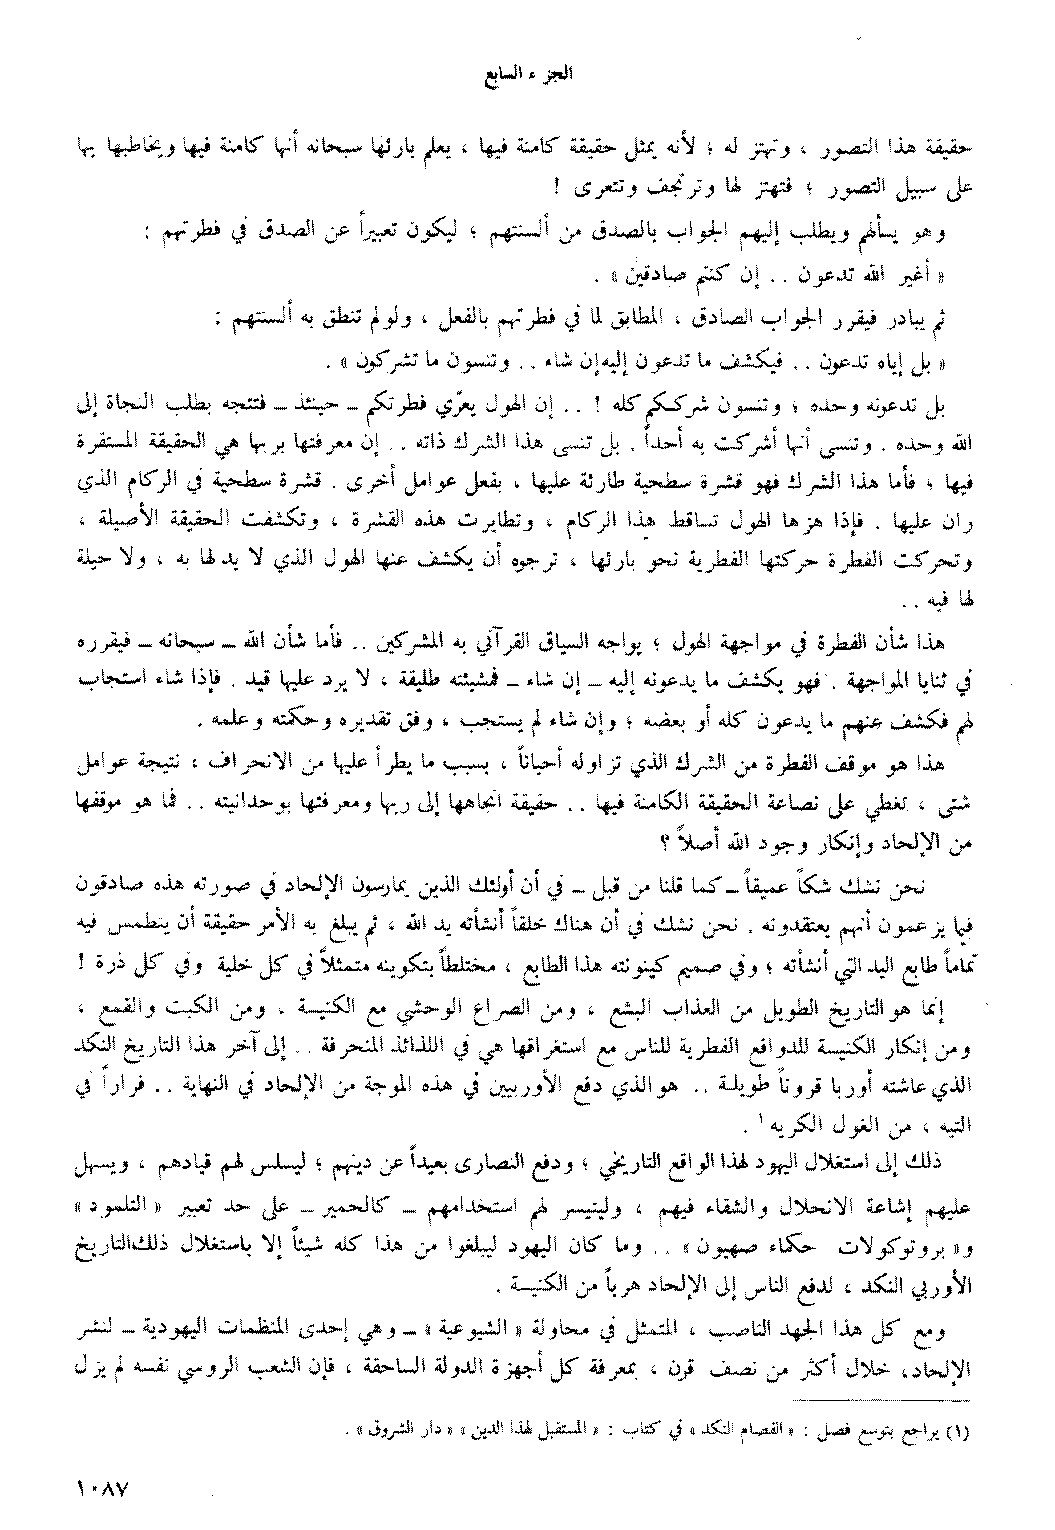 الجزء السابع
حقيقة هذا التصور ، وتهتز له ؛ لأنه يمثل حقيقة كامنة فيها ، يعلم بارئها سبحانه أنها كامنة فيها ويخاطبها بها
على سبيل التصور ؛ فتهتز لها وترتجف وتتعرى !
وهو يسألهم ويطلب إليهم الجواب بالصدق من ألسنتهم ؛ ليكون تعبيراً عن الصدق في فطرتهم :
« أغير الله تدعون .. إن كنتم صادقين » .
ثم يبادر فيقرر الجواب الصادق ، المطابق لما في فطرتهم بالفعل ، ولو لم تنطق به ألسنتهم :
« بل إياه تدعون .. فيكشف ما تدعون إليه إن شاء .. وتنسون ما تشركون » .
بل تدعونه وحده ؛ وتنسون شرككم كله ! .. إن الهول يعرّي فطرتكم – حينئذ – فتتجه بطلب النجاة إلى
الله وحده . وتنسى أنها أشركت به أحداً . بل تنسى هذا الشرك ذاته .. إن معرفتها بربها هي الحقيقة المستقرة
فيها ؛ فأما هذا الشرك فهو قشرة سطحية طارئة عليها ، بفعل عوامل أخرى . قشرة سطحية في الركام الذي
ران عليها . فإذا هزها الهول تساقط هذا الركام ، وتطايرت هذه القشرة ، وتكشفت الحقيقة الأصيلة ،
وتحركت الفطرة حركتها الفطرية نحو بارئها ، ترجوه أن يكشف عنها الهول الذي لا يد لها به ، ولا حيلة
لها فيه ..
هذا شأن الفطرة في مواجهة الهول ؛ يواجه السياق القرآني به المشركين .. فأما شأن الله – سبحانه – فيقرره
في ثنايا المواجهة . فهو يكشف ما يدعونه إليه – إن شاء – فمشيئته طليقة ، لا يرد عليها قيد . فإذا شاء استجاب
لهم فكشف عنهم ما يدعون كله أو بعضه ؛ وإن شاء لم يستجب ، وفق تقديره وحكمته وعلمه .
هذا هو موقف الفطرة من الشرك الذي تزاوله أحياناً ، بسبب ما يطرأ عليها من الانحراف ، نتيجة عوامل
شتى ، تغطي على نصاعة الحقيقة الكامنة فيها .. حقيقة اتجاهها إلى ربها ومعرفتها بوحدانيته .. فما هو موقفها
من الإلحاد وإنكار وجود الله أصلاً ؟
نحن نشك شكاً عميقاً – كما قلنا من قبل – في أن أولئك الذين يمارسون الإلحاد في صورته هذه صادقون
فيما يزعمون أنهم يعتقدونه . نحن نشك في أن هناك خلقاً أنشأته يد الله ، ثم يبلغ به الأمر حقيقة أن ينطمس فيه
تماماً طابع اليد التي أنشأته ؛ وفي صميم كينونته هذا الطابع ، مختلطاً بتكوينه متمثلاً في كل خلية وفي كل ذرة !
إنما هو التاريخ الطويل من العذاب البشع ، ومن الصراع الوحشي مع الكنيسة ، ومن الكبت والقمع ،
ومن إنكار الكنيسة للدوافع الفطرية للناس مع استغراقها هي في اللذائذ المنحرفة .. إلى آخر هذا التاريخ النكد
الذي عاشته أوربا قروناً طويلة .. هو الذي دفع الأوربيين في هذه الموجة من الإلحاد في النهاية .. فراراً في
التيه ، من الغول الكريه ١ .
ذلك إلى استغلال اليهود لهذا الواقع التاريخي ؛ ودفع النصارى بعيداً عن دينهم ؛ ليسلس لهم قيادهم ، ويسهل
عليهم إشاعة الانحلال والشقاء فيهم ، وليتيسر لهم استخدامهم – كالحمير – على حد تعبير « التلمود »
و« بروتوكولات حكماء صهيون » .. وما كان اليهود ليبلغوا من هذا كله شيئاً إلا باستغلال ذلك التاريخ
الأوربي النكد ، لدفع الناس إلى الإلحاد هرباً من الكنيسة .
ومع كل هذا الجهد الناصب ، المتمثل في محاولة « الشيوعية » – وهي إحدى المنظمات اليهودية – لنشر
الإلحاد، خلال أكثر من نصف قرن ، بمعرفة كل أجهزة الدولة الساحقة ، فإن الشعب الروسي نفسه لم يزل
(١) يراجع بتوسع فصل : « الفصام النكد » في كتاب : « المستقبل لهذا الدين » « دار الشروق » .
١٠٨٧